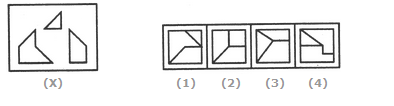 (X) (1) (2) (3) (4)